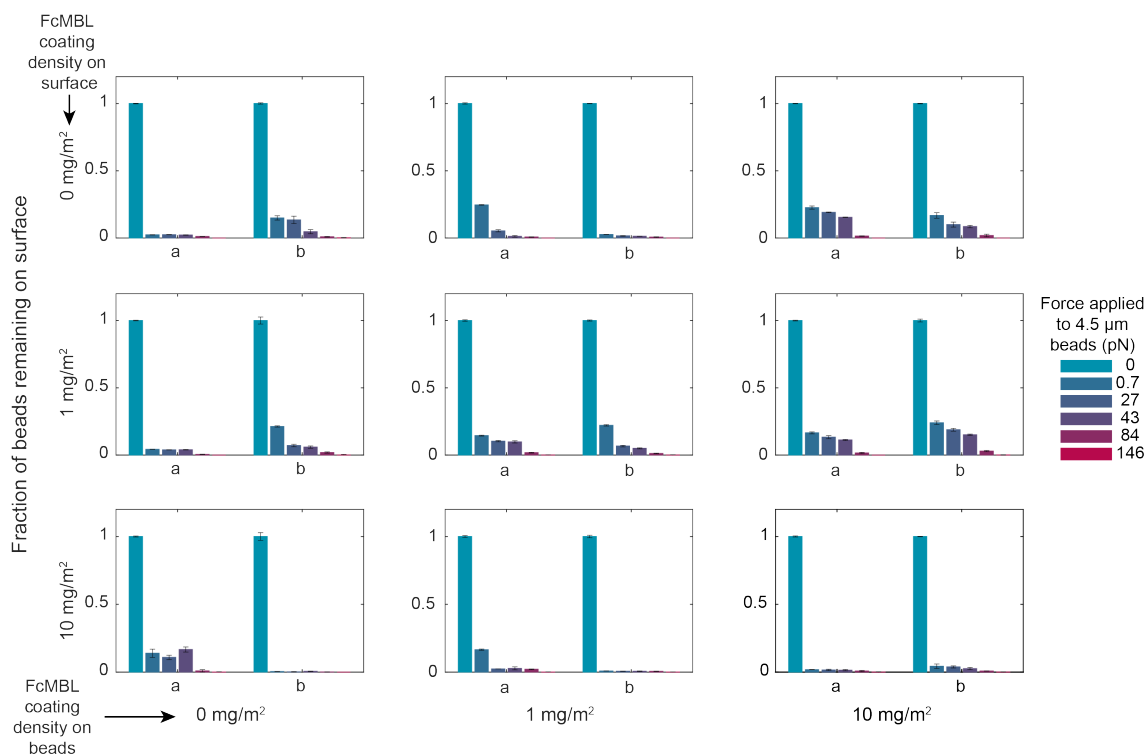 FcMBL
coating
density on
surface
Fraction of beads remaining on surface
0 mg/m²
1
0.5
0
a
b
1
0.5
0
a
b
1
0.5
0
a
b
1 mg/m²
1
0.5
0
a
b
1
0.5
0
a
b
1
0.5
0
a
b
Force applied
to 4.5 µm
beads (pN)
0
0.7
27
43
84
146
10 mg/m²
1
0.5
0
a
b
1
0.5
0
a
b
1
0.5
0
a
b
FcMBL
coating
density on
beads
0 mg/m²
1 mg/m²
10 mg/m²